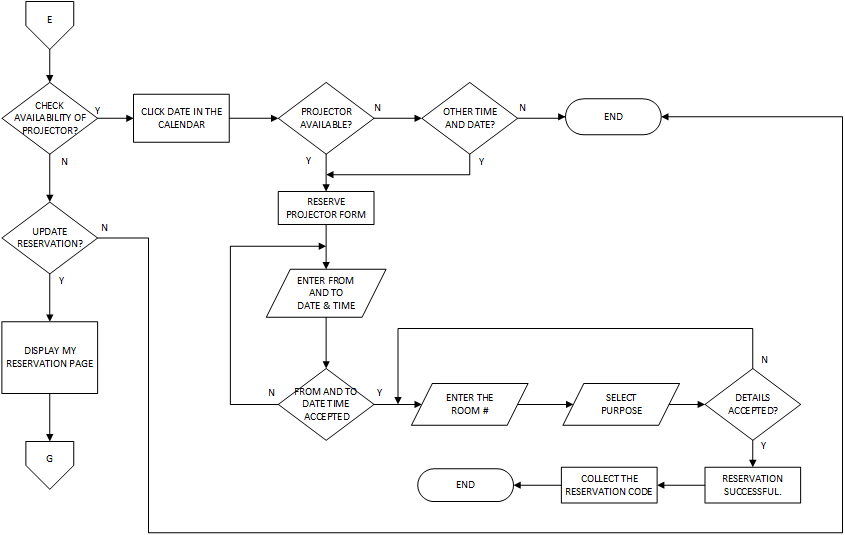 E
CHECK
AVAILABILITY OF
PROJECTOR?
Y
CLICK DATE IN THE
CALENDAR
PROJECTOR
AVAILABLE?
N
OTHER TIME
AND DATE?
N
END
N
Y
Y
RESERVE
PROJECTOR FORM
UPDATE
RESERVATION?
N
Y
ENTER FROM
AND TO
DATE & TIME
DISPLAY MY
RESERVATION PAGE
N
FROM AND TO
DATE TIME
ACCEPTED
Y
ENTER THE
ROOM #
SELECT
PURPOSE
N
DETAILS
ACCEPTED?
Y
G
END
COLLECT THE
RESERVATION CODE
RESERVATION
SUCCESSFUL.